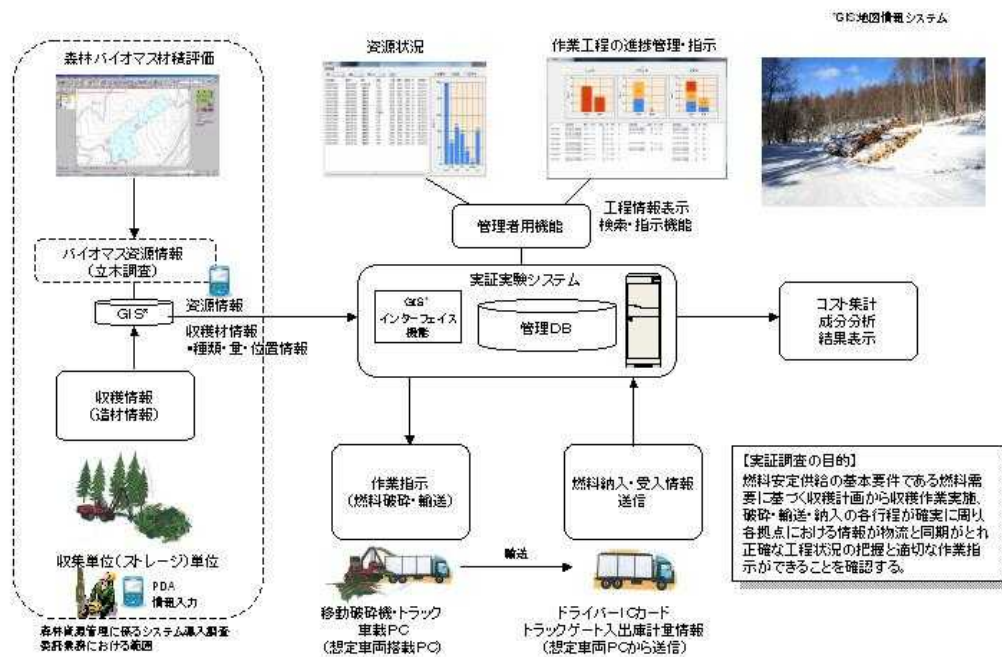 *GIS:地図情報システム
森林バイオマス材積評価
資源状況
作業工程の進捗管理・指示
管理者用機能
工程情報表示
検索・指示機能
バイオマス資源情報
(立木調査)
GIS*
資源情報
収穫材情報
・種類・量・位置情報
実証実験システム
GIS*
インターフェイス
機能
管理DB
コスト集計
成分分析
結果表示
収穫情報
(造材情報)
作業指示
(燃料破砕・輸送)
燃料納入・受入情報
送信
【実証調査の目的】
燃料安定供給の基本要件である燃料需
要に基づく収穫計画から収穫作業実施、
破砕・輸送・納入の各行程が確実に周り、
各拠点における情報が物流と同期がとれ
正確な工程状況の把握と適切な作業指
示ができることを確認する。
輸送
収集単位(ストレージ)単位
PDA
情報入力
移動破砕機・トラック
車載PC
(想定車両搭載PC)
ドライバーICカード
トラックゲート入出庫計量情報
(想定車両PCから送信)
森林資源管理に係るシステム導入調査
委託業務における範囲